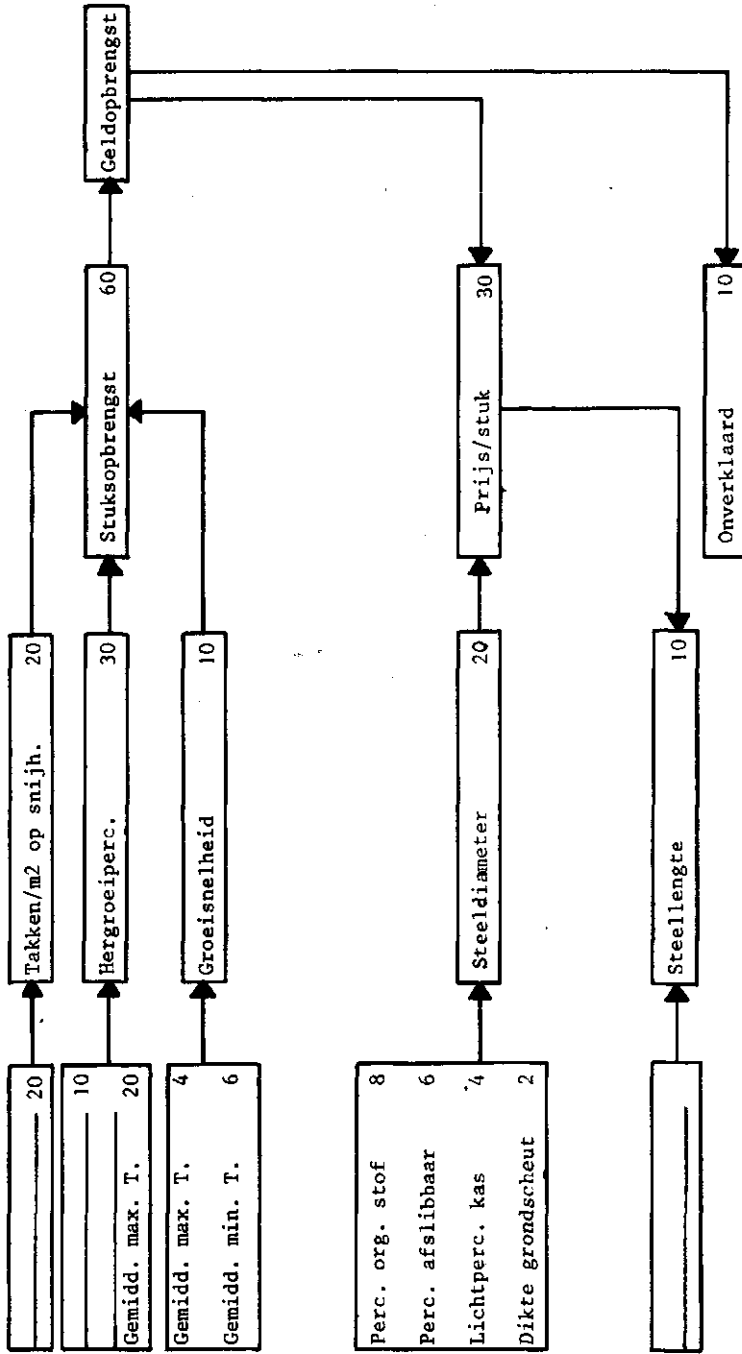 20
10
Gemidd. max. T. 20
Gemidd. max. T. 4
Gemidd. min. T. 6
Perc. org. stof 8
Perc. afslibbaar 6
Lichtperc. kas 4
Dikte grondscheut 2
Takken/m2 op snijh. 20
Hergroeiperc. 30
Groeisnelheid 10
Steeldiameter 20
Steellengte 10
Stuksopbrengst 60
Prijs/stuk 30
Onverklaard 10
Geldopbrengst